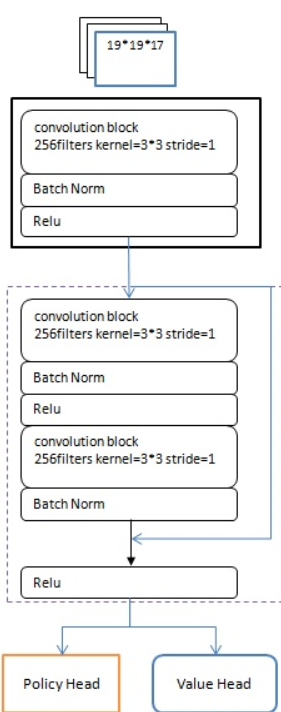 19*19*17
convolution block
256filters kernel=3*3 stride=1
Batch Norm
Relu
convolution block
256filters kernel=3*3 stride=1
Batch Norm
Relu
convolution block
256filters kernel=3*3 stride=1
Batch Norm
Relu
Policy Head
Value Head